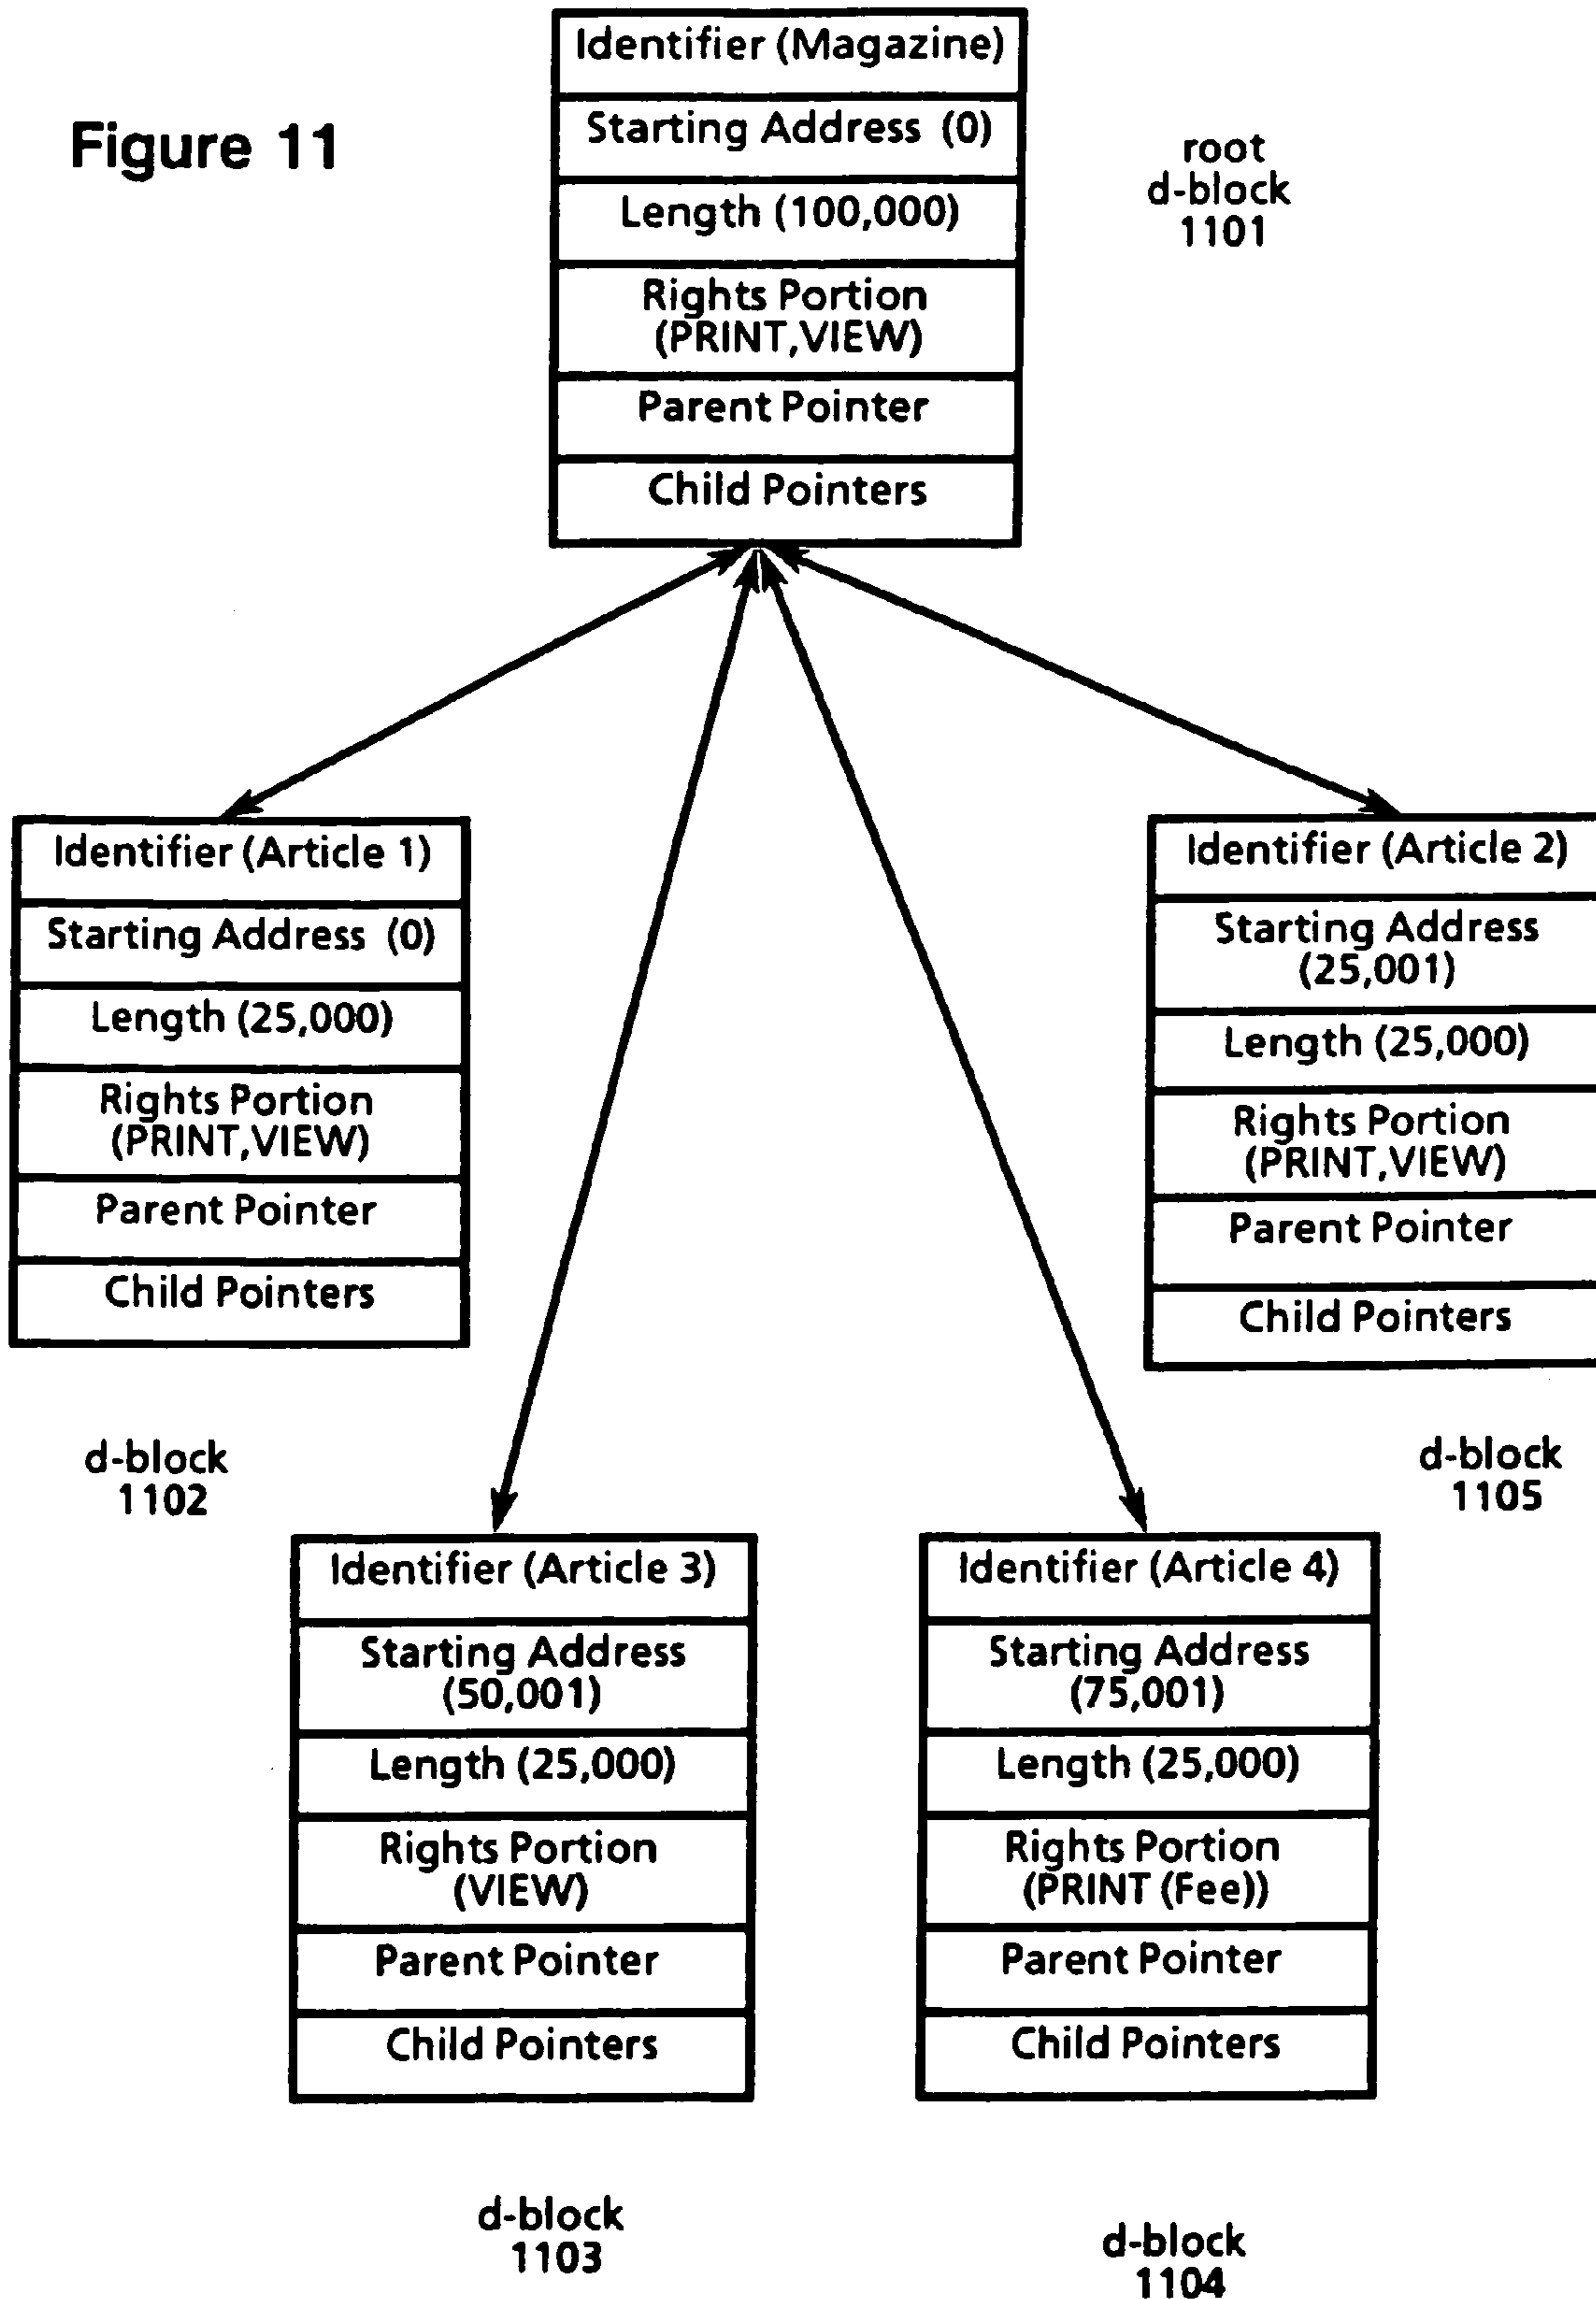 Figure 11
Identifier (Magazine)
Starting Address (0)
Length (100,000)
Rights Portion
(PRINT,VIEW)
Parent Pointer
Child Pointers
root
d-block
1101
Identifier (Article 1)
Starting Address (0)
Length (25,000)
Rights Portion
(PRINT,VIEW)
Parent Pointer
Child Pointers
d-block
1102
Identifier (Article 2)
Starting Address
(25,001)
Length (25,000)
Rights Portion
(PRINT,VIEW)
Parent Pointer
Child Pointers
d-block
1105
Identifier (Article 3)
Starting Address
(50,001)
Length (25,000)
Rights Portion
(VIEW)
Parent Pointer
Child Pointers
d-block
1103
Identifier (Article 4)
Starting Address
(75,001)
Length (25,000)
Rights Portion
(PRINT (Fee))
Parent Pointer
Child Pointers
d-block
1104